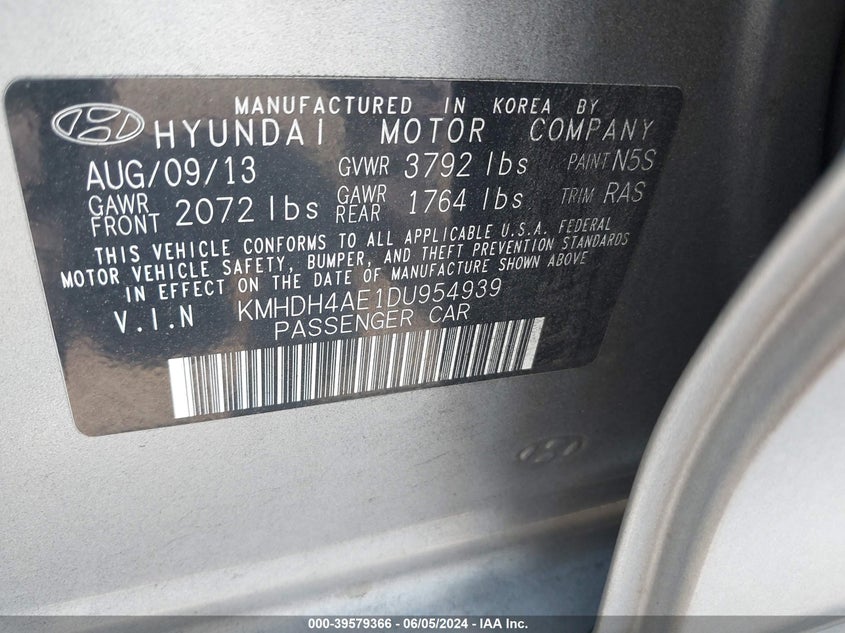 MANUFACTURED IN KOREA BY
HYUNDAI MOTOR COMPANY
AUG/09/13 GVWR 3792 lbs PAINT N5S
GAWR FRONT 2072 lbs GAWR REAR 1764 lbs TRIM RAS
THIS VEHICLE CONFORMS TO ALL APPLICABLE U.S.A. FEDERAL
MOTOR VEHICLE SAFETY, BUMPER, AND THEFT PREVENTION STANDARDS
IN EFFECT ON THE DATE OF MANUFACTURE SHOWN ABOVE
V.I.N KMHDH4AE1DU954939
PASSENGER CAR
000-39579366 - 06/05/2024 - IAA Inc.